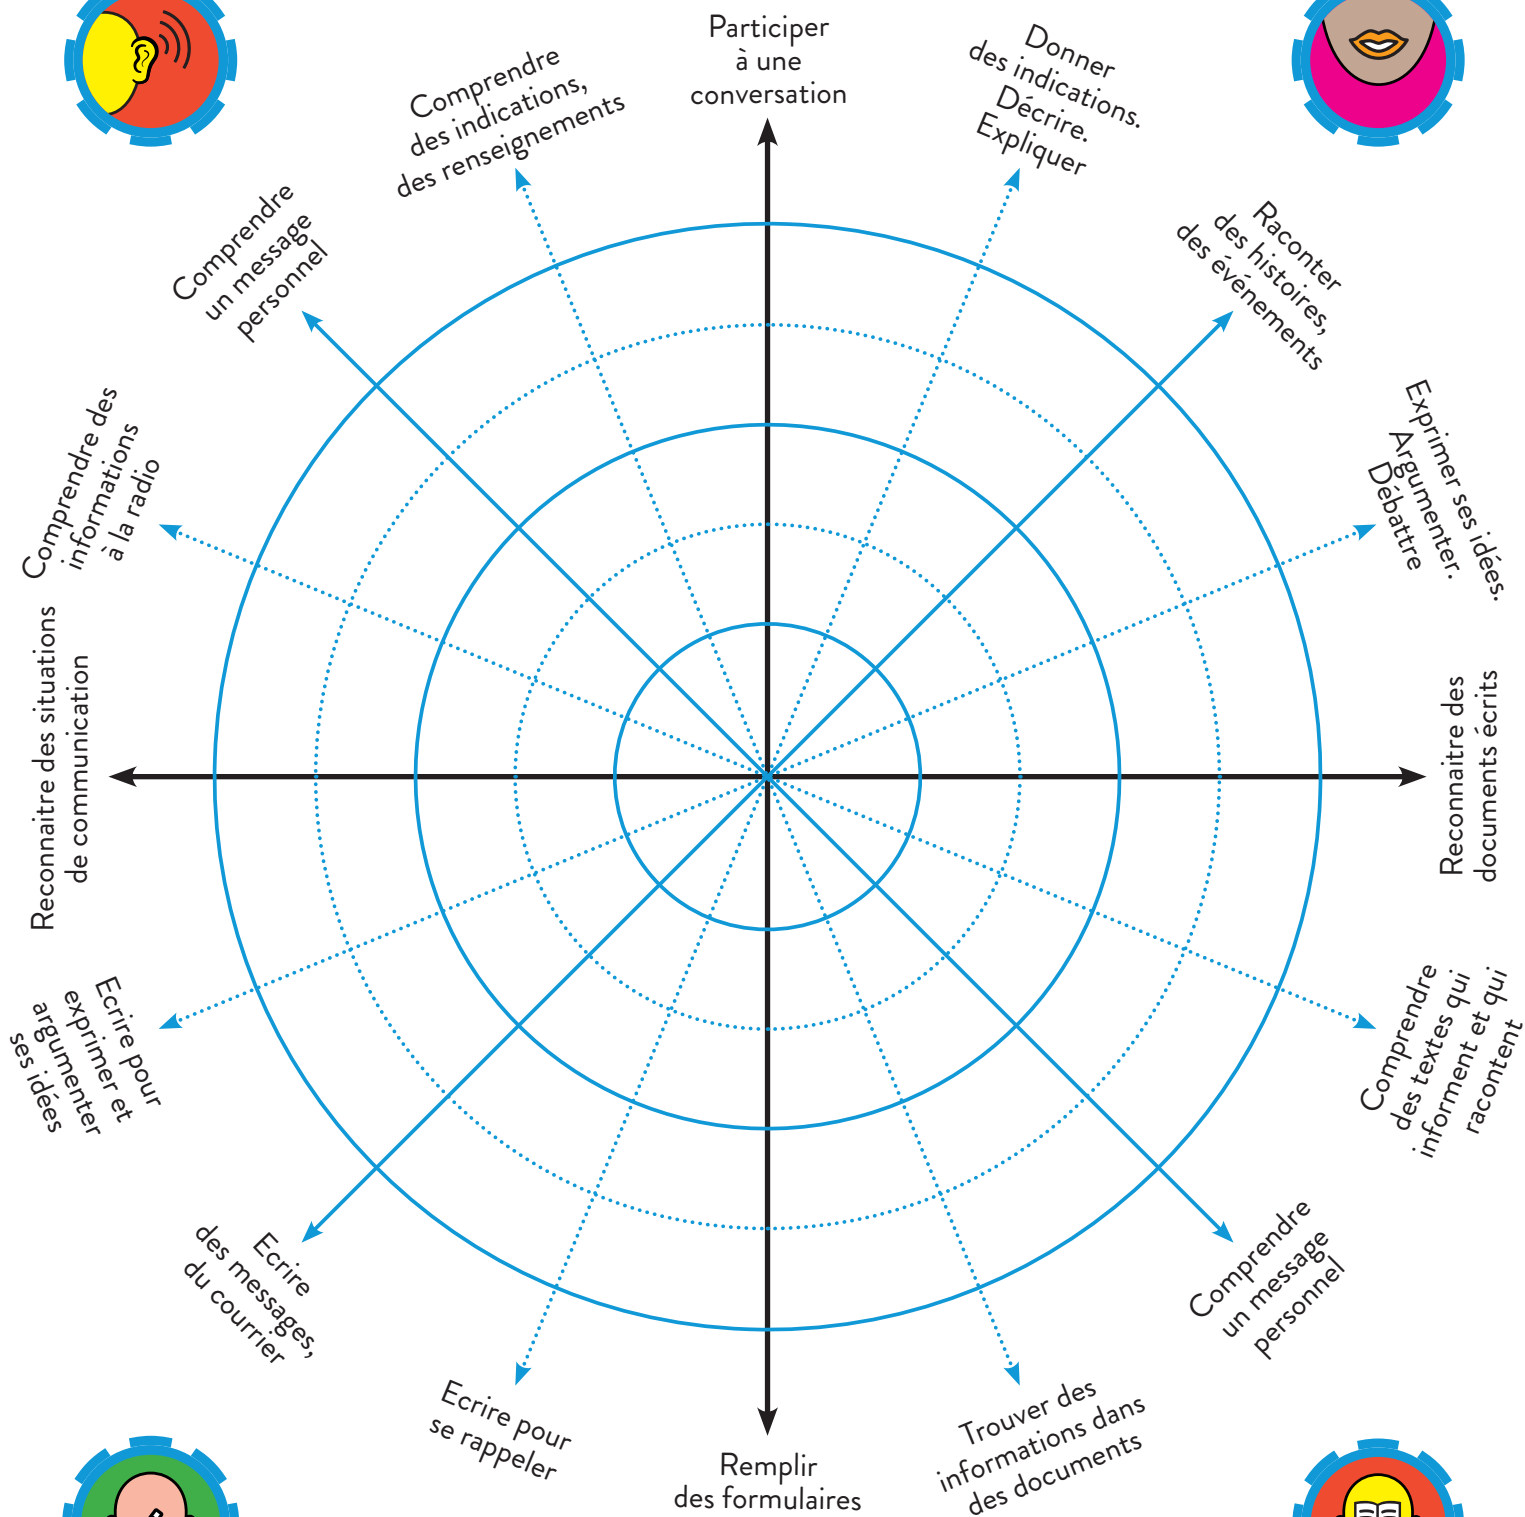 Participer
à une
conversation
Donner
des indications.
Décrire.
Expliquer
Raconter
des histoires,
des événements
Exprimer ses idées.
Argumenter.
Débattre
Reconnaitre des
documents écrits
Comprendre
des textes qui
informent et qui
racontent
Comprendre
un message
personnel
Trouver des
informations dans
des documents
Remplir
des formulaires
Ecrire pour
se rappeler
Ecrire
des messages,
du courrier
Ecrire pour
exprimer et
argumenter
ses idées
Reconnaitre des situations
de communication
Comprendre des
informations
à la radio
Comprendre
un message
personnel
Comprendre
des indications,
des renseignements